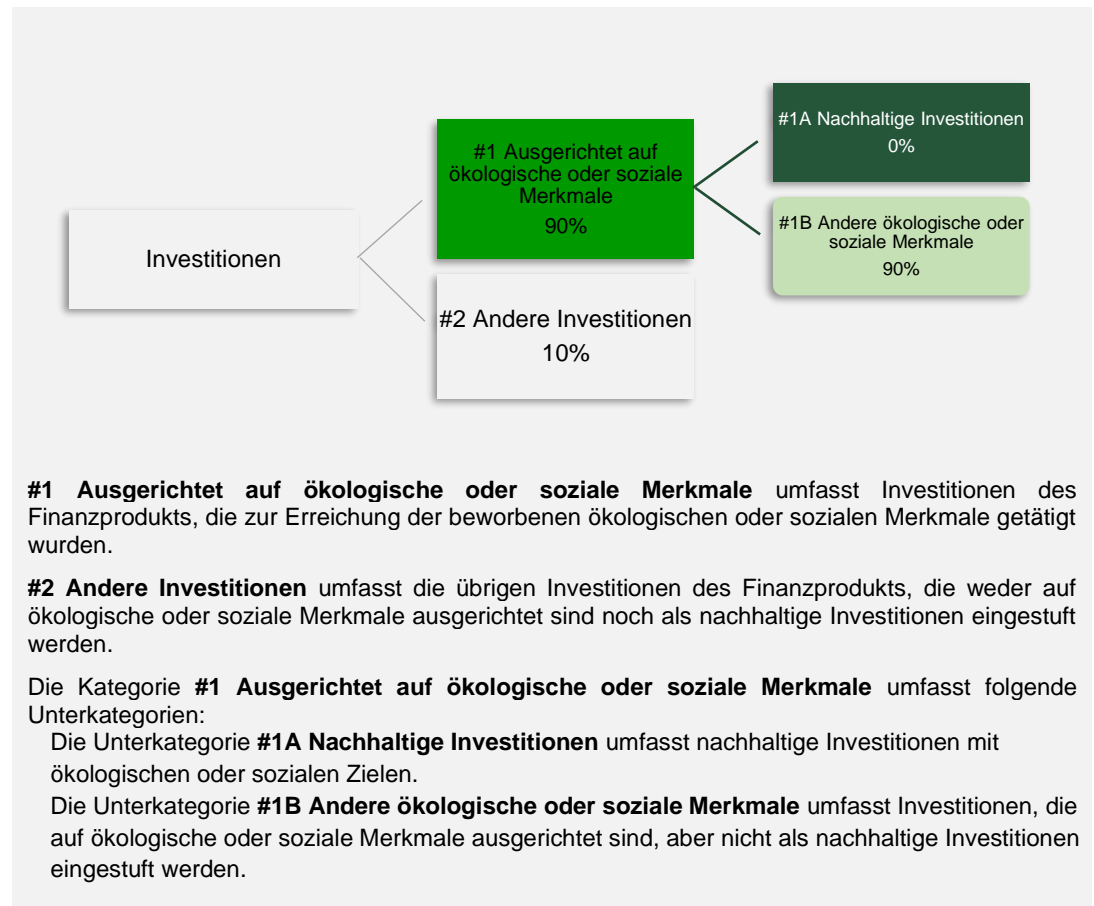 #1A Nachhaltige Investitionen
0%
#1 Ausgerichtet auf
ökologische oder soziale
Merkmale
90%
#1B Andere ökologische oder
soziale Merkmale
90%
Investitionen
#2 Andere Investitionen
10%
#1 Ausgerichtet auf ökologische oder soziale Merkmale umfasst Investitionen des
Finanzprodukts, die zur Erreichung der beworbenen ökologischen oder sozialen Merkmale getätigt
wurden.
#2 Andere Investitionen umfasst die übrigen Investitionen des Finanzprodukts, die weder auf
ökologische oder soziale Merkmale ausgerichtet sind noch als nachhaltige Investitionen eingestuft
werden.
Die Kategorie #1 Ausgerichtet auf ökologische oder soziale Merkmale umfasst folgende
Unterkategorien:
Die Unterkategorie #1A Nachhaltige Investitionen umfasst nachhaltige Investitionen mit
ökologischen oder sozialen Zielen.
Die Unterkategorie #1B Andere ökologische oder soziale Merkmale umfasst Investitionen, die
auf ökologische oder soziale Merkmale ausgerichtet sind, aber nicht als nachhaltige Investitionen
eingestuft werden.